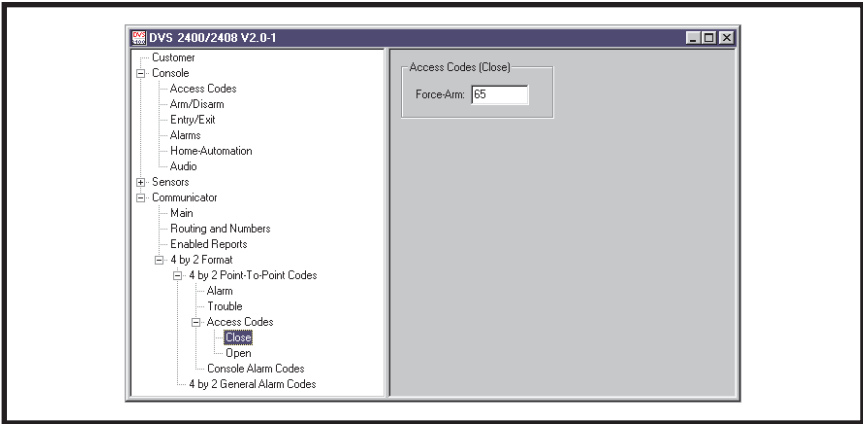 DVS 2400/2408 V2.0-1
Customer
Console
Access Codes
Arm/Disarm
Entry/Exit
Alarms
Home-Automation
Audio
Sensors
Communicator
Main
Routing and Numbers
Enabled Reports
4 by 2 Format
4 by 2 Point-To-Point Codes
Alarm
Trouble
Access Codes
Close
Open
Console Alarm Codes
4 by 2 General Alarm Codes
Access Codes (Close)
Force-Arm: 65